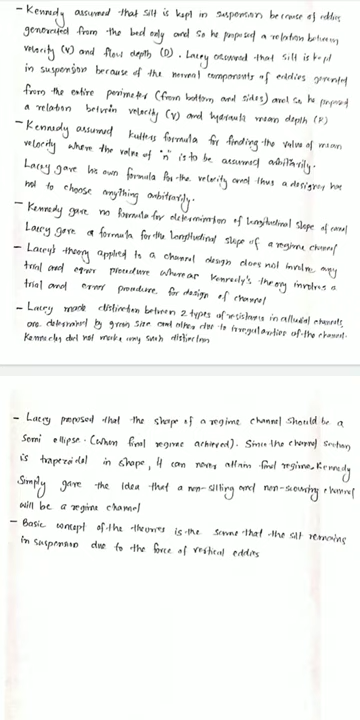 - Kennedy assumed that silt is kept in suspension because of eddies
generated from the bed only and so he proposed a relation between
velocity (v) and flow depth (D). Lacey assumed that silt is kept
in suspension because of the normal components of eddies generated
from the entire perimeter (from bottom and sides) and so he proposed
a relation between velocity (V) and hydraulic mean depth (R)
- Kennedy assumed kutters formula for finding the value of mean
velocity where the value of "n" is to be assumed arbitrarily.
Lacey gave his own formula for the velocity and thus a designer has
not to choose anything arbitrarily.
- Kennedy gave no formula for determination of longitudinal slope of canal
Lacey gave a formula for the longitudinal slope of a regime channel
- Lacey's theory applied to a channel design does not involve any
trial and error procedure whereas Kennedy's theory involves a
trial and error procedure for design of channel
- Lacey made distinction between 2 types of resistance in alluvial channels,
one determined by grain size and other due to irregularities of the channel.
Kennedy did not make any such distinction
- Lacey proposed that the shape of a regime channel should be a
Semi ellipse. (when final regime achieved). Since the channel section
is trapezoidal in shape, it can never attain final regime. Kennedy
Simply gave the idea that a non-silting and non-scouring channel
will be a regime channel
- Basic concept of the theories is the same that the silt remaining
in suspension due to the force of vertical eddies